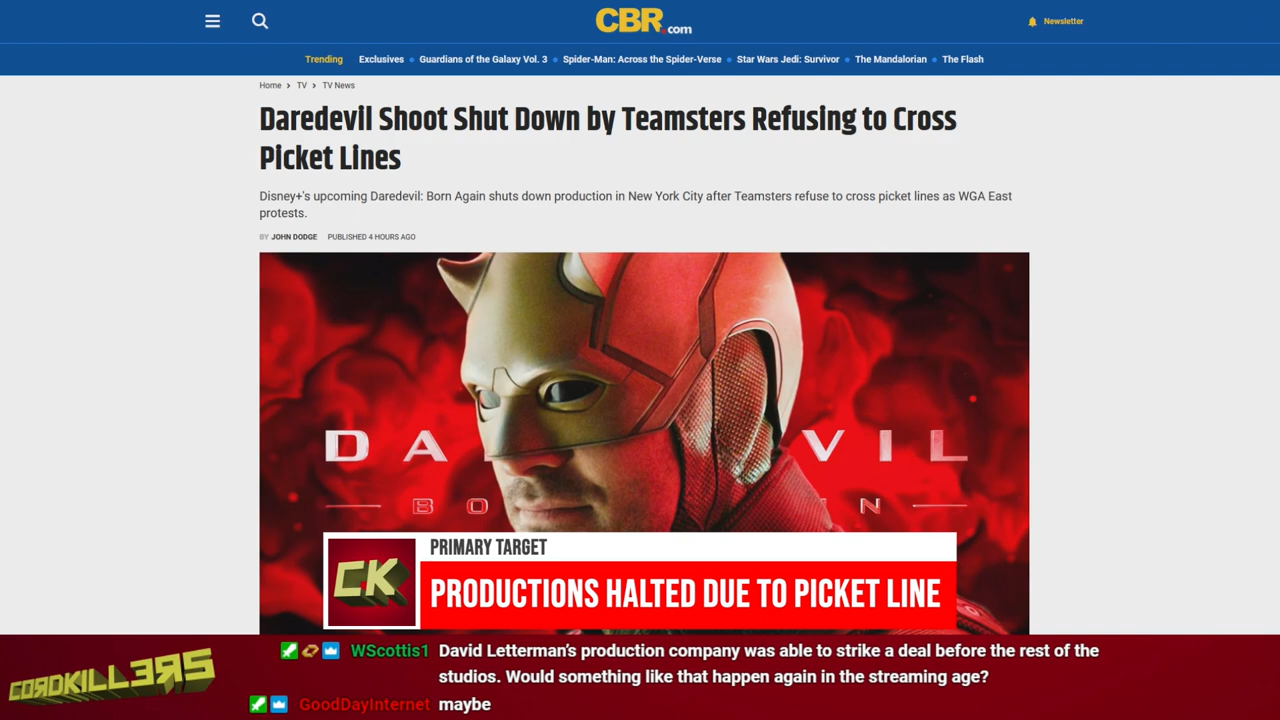 CBR.com
Newsletter
Trending Exclusives Guardians of the Galaxy Vol. 3 Spider-Man: Across the Spider-Verse Star Wars Jedi: Survivor The Mandalorian The Flash
Home > TV > TV News
Daredevil Shoot Shut Down by Teamsters Refusing to Cross
Picket Lines
Disney+'s upcoming Daredevil: Born Again shuts down production in New York City after Teamsters refuse to cross picket lines as WGA East
protests.
BY JOHN DODGE PUBLISHED 4 HOURS AGO
DA VIL
BO IN
CK
PRIMARY TARGET
PRODUCTIONS HALTED DUE TO PICKET LINE
CORDKILL3RS
WScottis1 David Letterman's production company was able to strike a deal before the rest of the
studios. Would something like that happen again in the streaming age?
GoodDayInternet maybe